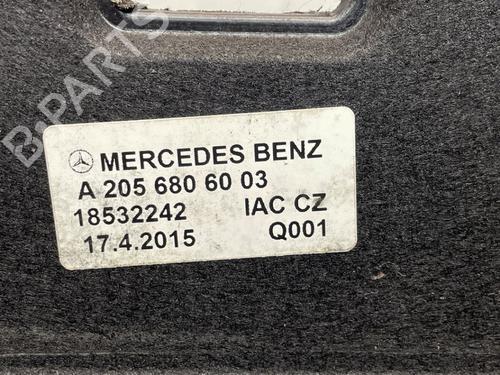 B-PARTS
MERCEDES BENZ
A 205 680 60 03
18532242 IAC CZ
17.4.2015 Q001